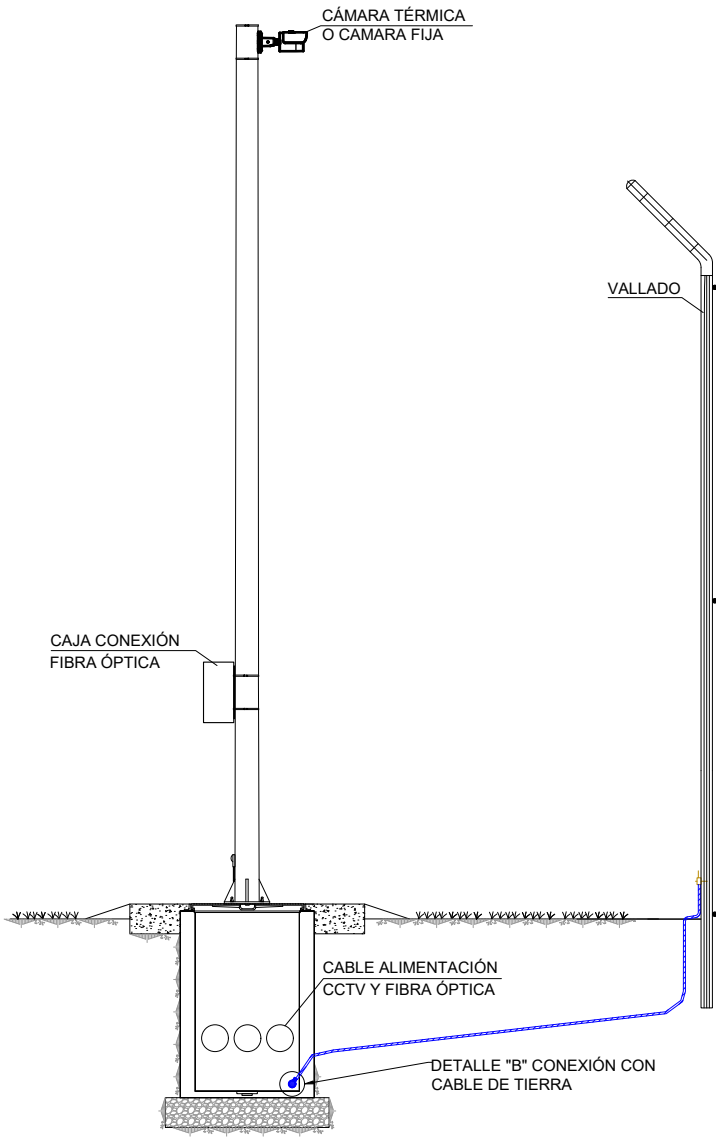 CÁMARA TÉRMICA
O CAMARA FIJA
VALLADO
CAJA CONEXIÓN
FIBRA ÓPTICA
CABLE ALIMENTACIÓN
CCTV Y FIBRA ÓPTICA
DETALLE "B" CONEXIÓN CON
CABLE DE TIERRA